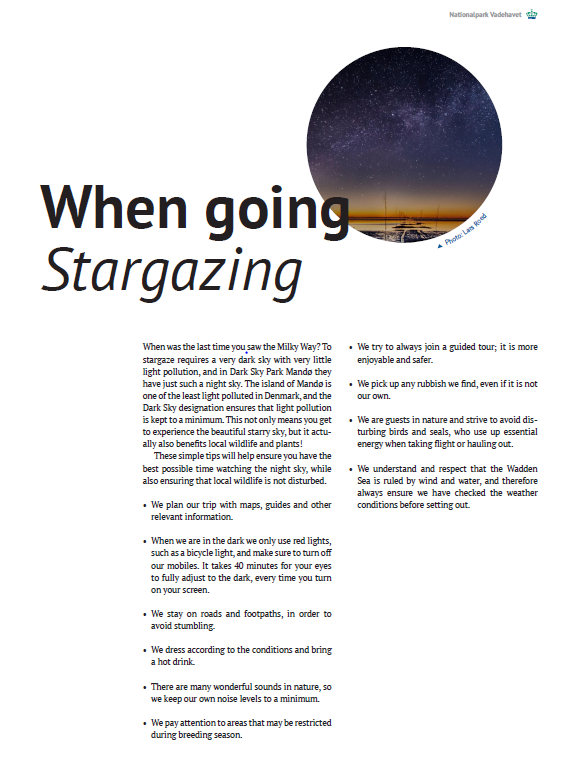 Nationalpark Vadehavet
When going
Stargazing
▲ Photo: Lars Roed
When was the last time you saw the Milky Way? To
stargaze requires a very dark sky with very little
light pollution, and in Dark Sky Park Mandø they
have just such a night sky. The island of Mandø is
one of the least light polluted in Denmark, and the
Dark Sky designation ensures that light pollution
is kept to a minimum. This not only means you get
to experience the beautiful starry sky, but it actu-
ally also benefits local wildlife and plants!
These simple tips will help ensure you have the
best possible time watching the night sky, while
also ensuring that local wildlife is not disturbed.
• We plan our trip with maps, guides and other
relevant information.
• When we are in the dark we only use red lights,
such as a bicycle light, and make sure to turn off
our mobiles. It takes 40 minutes for your eyes
to fully adjust to the dark, every time you turn
on your screen.
• We stay on roads and footpaths, in order to
avoid stumbling.
• We dress according to the conditions and bring
a hot drink.
• There are many wonderful sounds in nature, so
we keep our own noise levels to a minimum.
• We pay attention to areas that may be restricted
during breeding season.
• We try to always join a guided tour; it is more
enjoyable and safer.
• We pick up any rubbish we find, even if it is not
our own.
• We are guests in nature and strive to avoid dis-
turbing birds and seals, who use up essential
energy when taking flight or hauling out.
• We understand and respect that the Wadden
Sea is ruled by wind and water, and therefore
always ensure we have checked the weather
conditions before setting out.